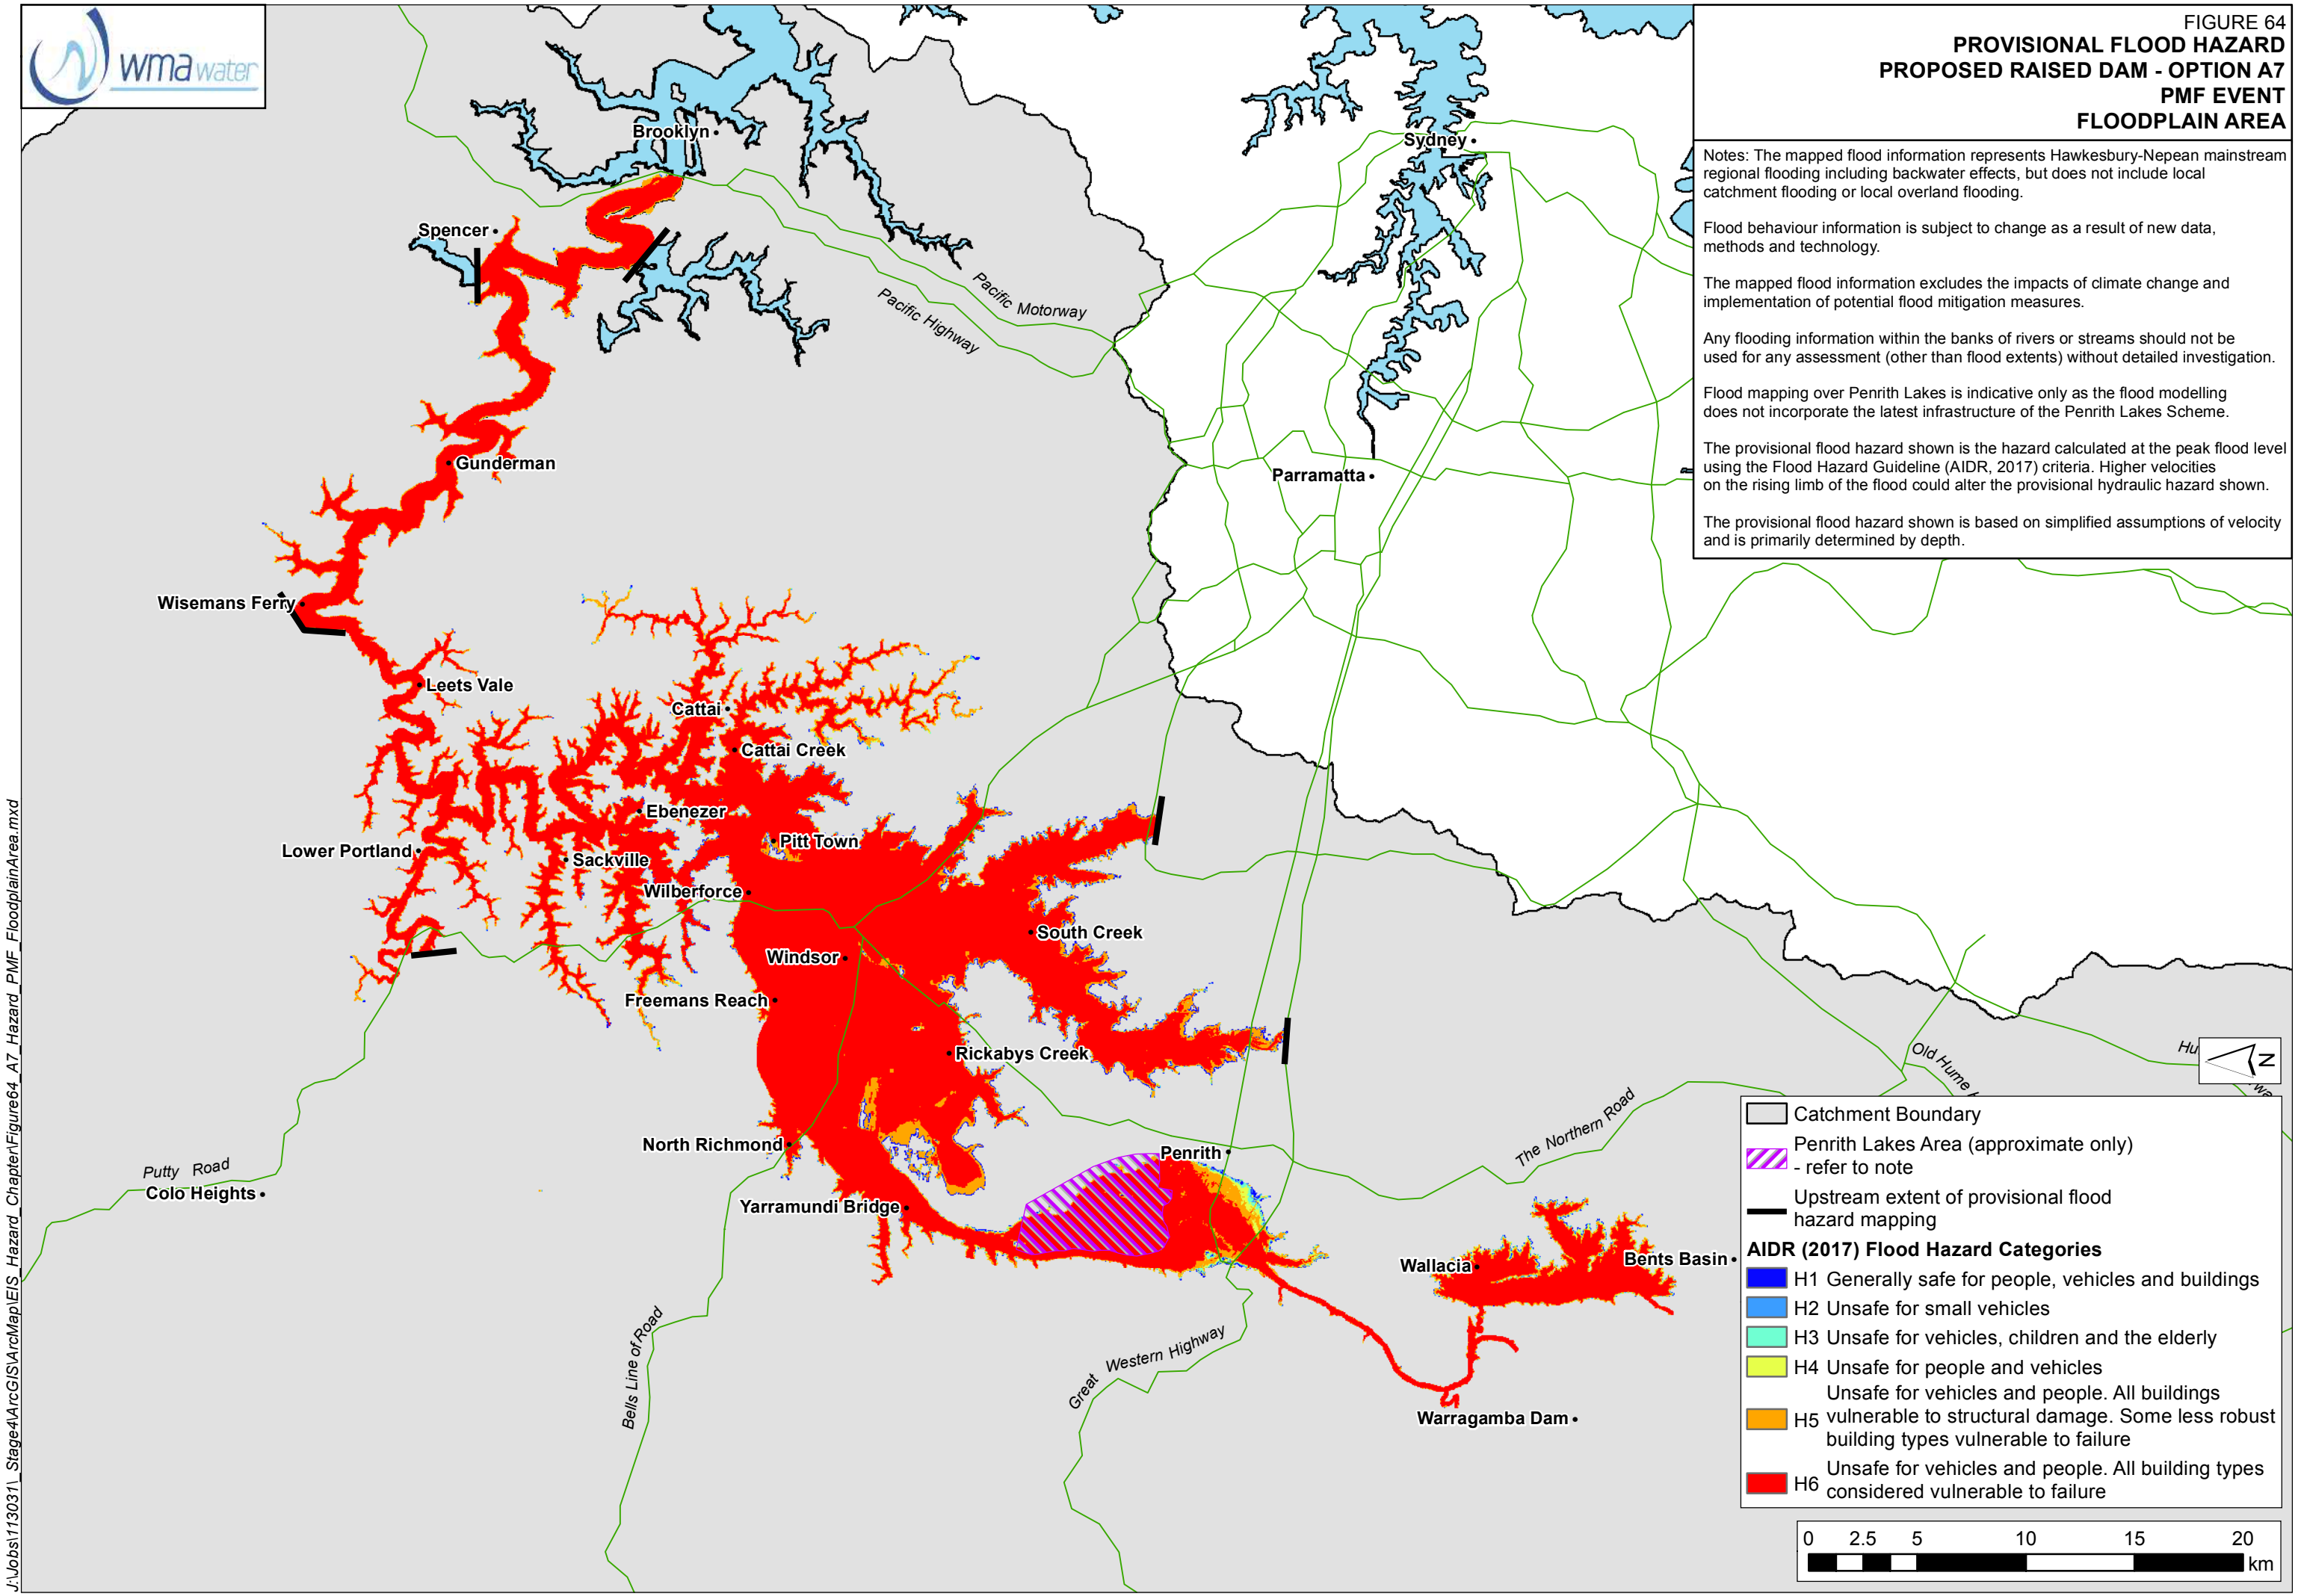 wmawater
FIGURE 64
PROVISIONAL FLOOD HAZARD
PROPOSED RAISED DAM - OPTION A7
PMF EVENT
FLOODPLAIN AREA
Notes: The mapped flood information represents Hawkesbury-Nepean mainstream
regional flooding including backwater effects, but does not include local
catchment flooding or local overland flooding.
Flood behaviour information is subject to change as a result of new data,
methods and technology.
The mapped flood information excludes the impacts of climate change and
implementation of potential flood mitigation measures.
Any flooding information within the banks of rivers or streams should not be
used for any assessment (other than flood extents) without detailed investigation.
Flood mapping over Penrith Lakes is indicative only as the flood modelling
does not incorporate the latest infrastructure of the Penrith Lakes Scheme.
The provisional flood hazard shown is the hazard calculated at the peak flood level
using the Flood Hazard Guideline (AIDR, 2017) criteria. Higher velocities
on the rising limb of the flood could alter the provisional hydraulic hazard shown.
The provisional flood hazard shown is based on simplified assumptions of velocity
and is primarily determined by depth.
Brooklyn
Sydney
Spencer
Pacific Motorway
Pacific Highway
Gunderman
Parramatta
Wisemans Ferry
Leets Vale
Cattai
Cattai Creek
Ebenezer
Pitt Town
Lower Portland
Sackville
Wilberforce
South Creek
Windsor
Freemans Reach
Rickabys Creek
North Richmond
Penrith
The Northern Road
Old Hume H
Hu
Putty Road
Colo Heights
Yarramundi Bridge
Wallacia
Bents Basin
Bells Line of Road
Great Western Highway
Warragamba Dam
N
Catchment Boundary
Penrith Lakes Area (approximate only)
- refer to note
Upstream extent of provisional flood
hazard mapping
AIDR (2017) Flood Hazard Categories
H1 Generally safe for people, vehicles and buildings
H2 Unsafe for small vehicles
H3 Unsafe for vehicles, children and the elderly
H4 Unsafe for people and vehicles
Unsafe for vehicles and people. All buildings
H5 vulnerable to structural damage. Some less robust
building types vulnerable to failure
Unsafe for vehicles and people. All building types
H6 considered vulnerable to failure
0 2.5 5 10 15 20
km
J:\Jobs\113031\_Stage4\ArcGIS\ArcMap\EIS_Hazard_Chapter\Figure64_A7_Hazard_PMF_FloodplainArea.mxd